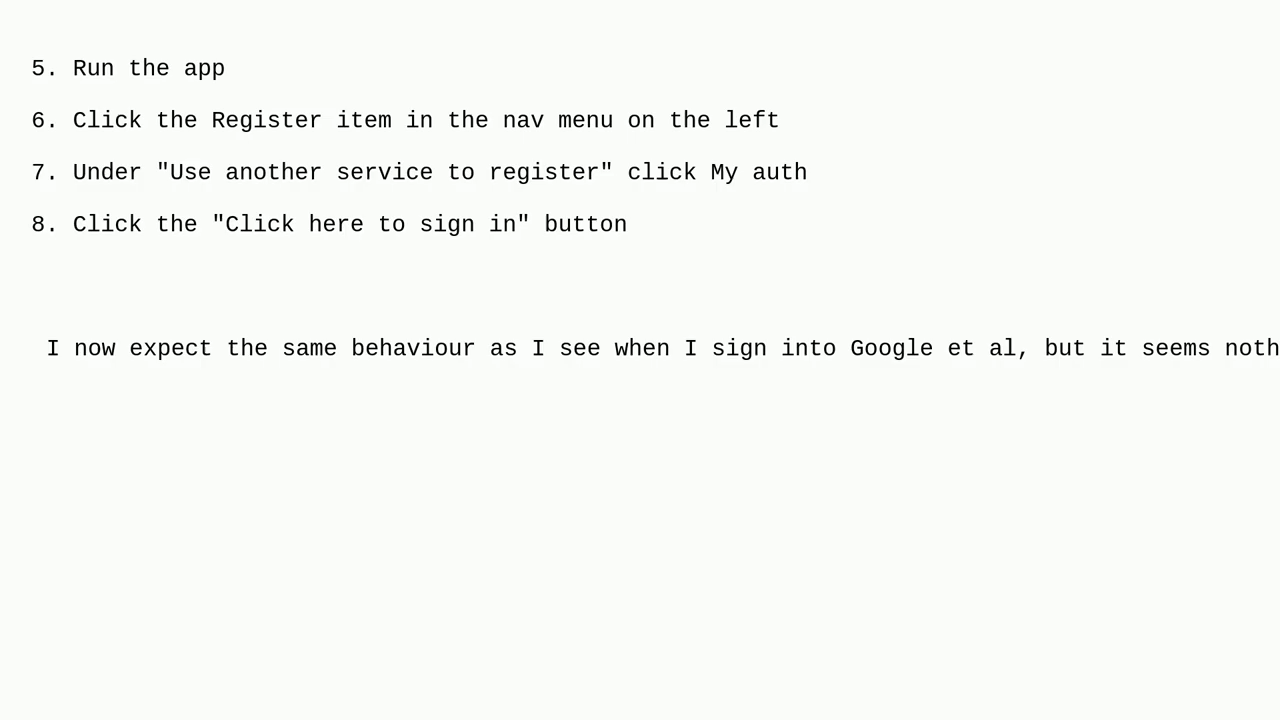 5. Run the app
6. Click the Register item in the nav menu on the left
7. Under "Use another service to register" click My auth
8. Click the "Click here to sign in" button
I now expect the same behaviour as I see when I sign into Google et al, but it seems noth